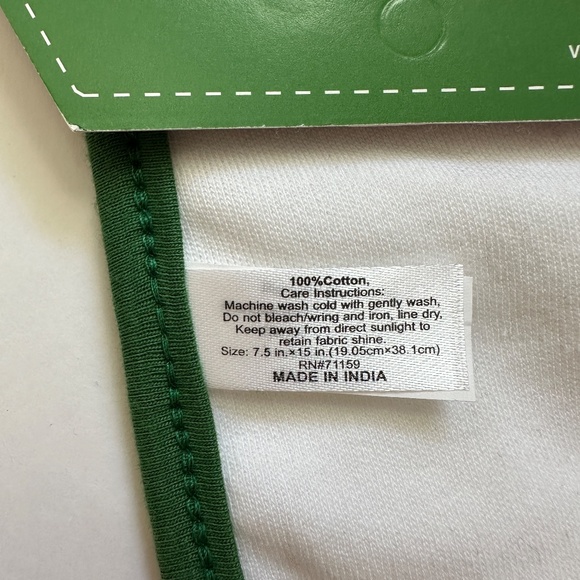 100%Cotton,
Care Instructions:
Machine wash cold with gently wash,
Do not bleach/wring and iron, line dry.
Keep away from direct sunlight to
retain fabric shine.
Size: 7.5 in.×15 in.(19.05cm×38.1cm)
RN#71159
MADE IN INDIA